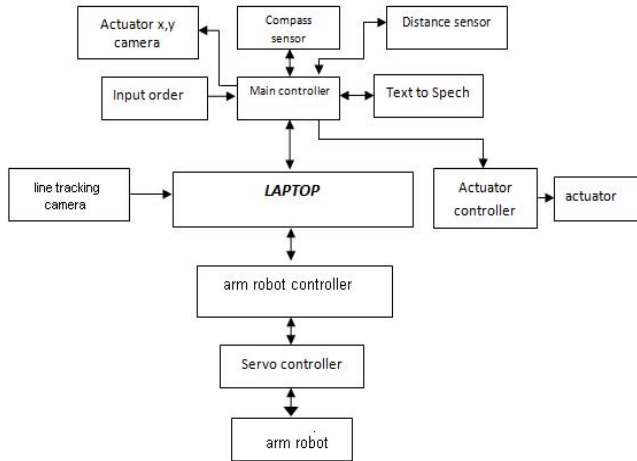 Actuator x,y
camera
Compass
sensor
Distance sensor
Input order
Main controller
Text to Spech
line tracking
camera
LAPTOP
Actuator
controller
actuator
arm robot controller
Servo controller
arm robot